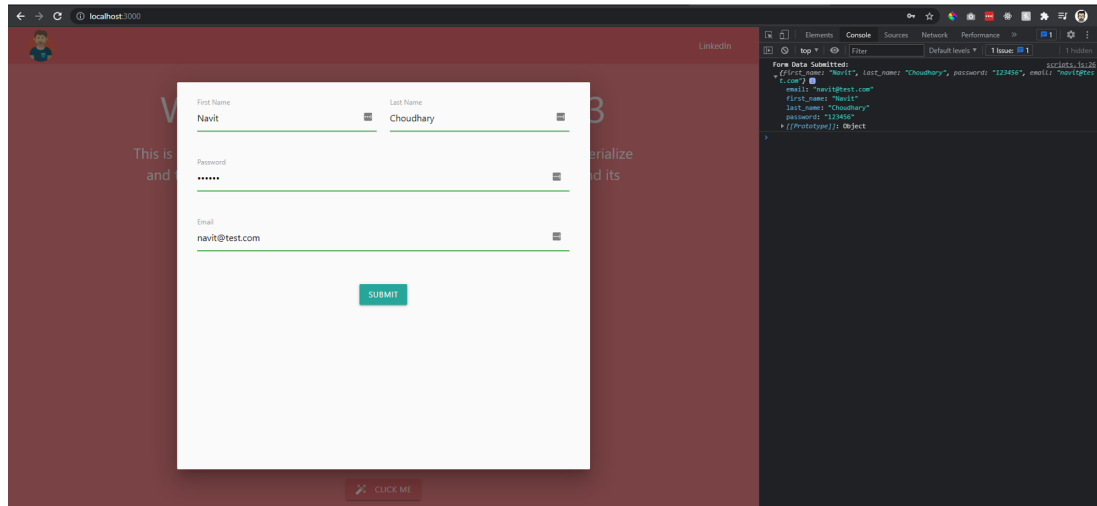 localhost:3000
Elements Console Sources Network Performance » 1
top ▾ Filter Default levels ▾ 1 Issue: 1 1 hidden
LinkedIn
W 3
This is erialize
and nd its
First Name Last Name
Navit Choudhary
Password
••••••
Email
navit@test.com
SUBMIT
CLICK ME
Form Data Submitted: scripts.js:26
{first_name: "Navit", last_name: "Choudhary", password: "123456", email: "navit@tes
t.com"}
email: "navit@test.com"
first_name: "Navit"
last_name: "Choudhary"
password: "123456"
[[Prototype]]: Object